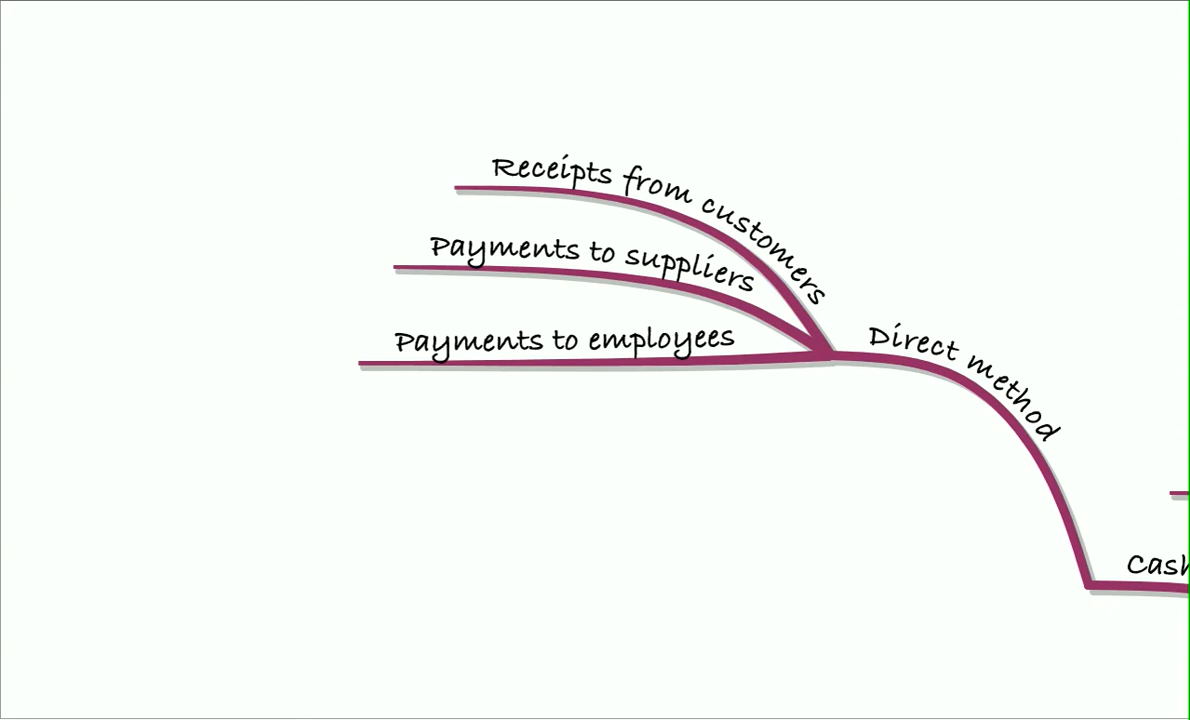 Receipts from customers
Payments to suppliers
Payments to employees
Direct method
Cash